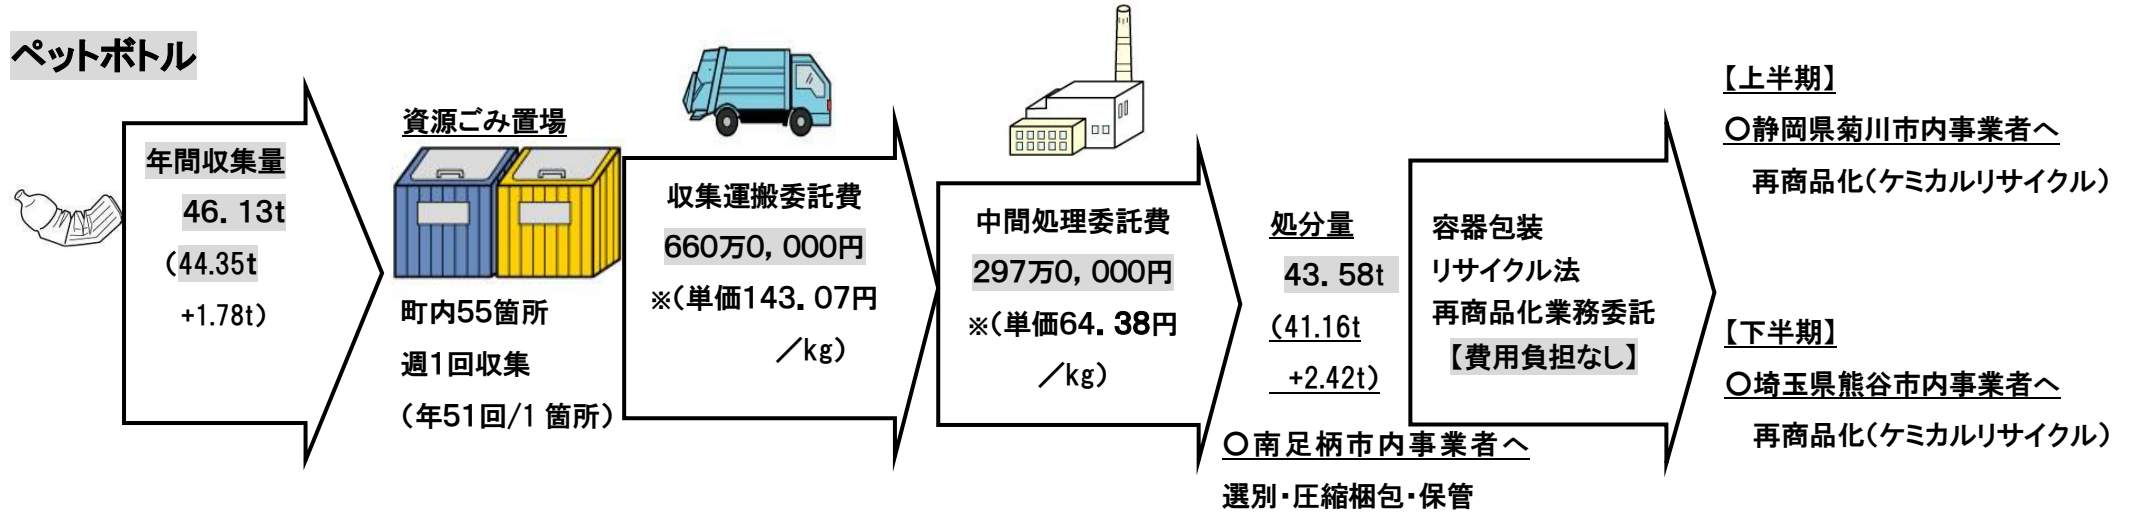 ペットボトル
年間収集量
46．13t
(44.35t
+1.78t)
資源ごみ置場
町内55箇所
週1回収集
(年51回/1 箇所)
収集運搬委託費
660万0，000円
※(単価143．07円
／kg)
中間処理委託費
297万0，000円
※(単価64．38円
／kg)
処分量
43．58t
(41.16t
+2.42t)
〇南足柄市内事業者へ
選別・圧縮梱包・保管
容器包装
リサイクル法
再商品化業務委託
【費用負担なし】
【上半期】
〇静岡県菊川市内事業者へ
再商品化(ケミカルリサイクル)
【下半期】
〇埼玉県熊谷市内事業者へ
再商品化(ケミカルリサイクル)